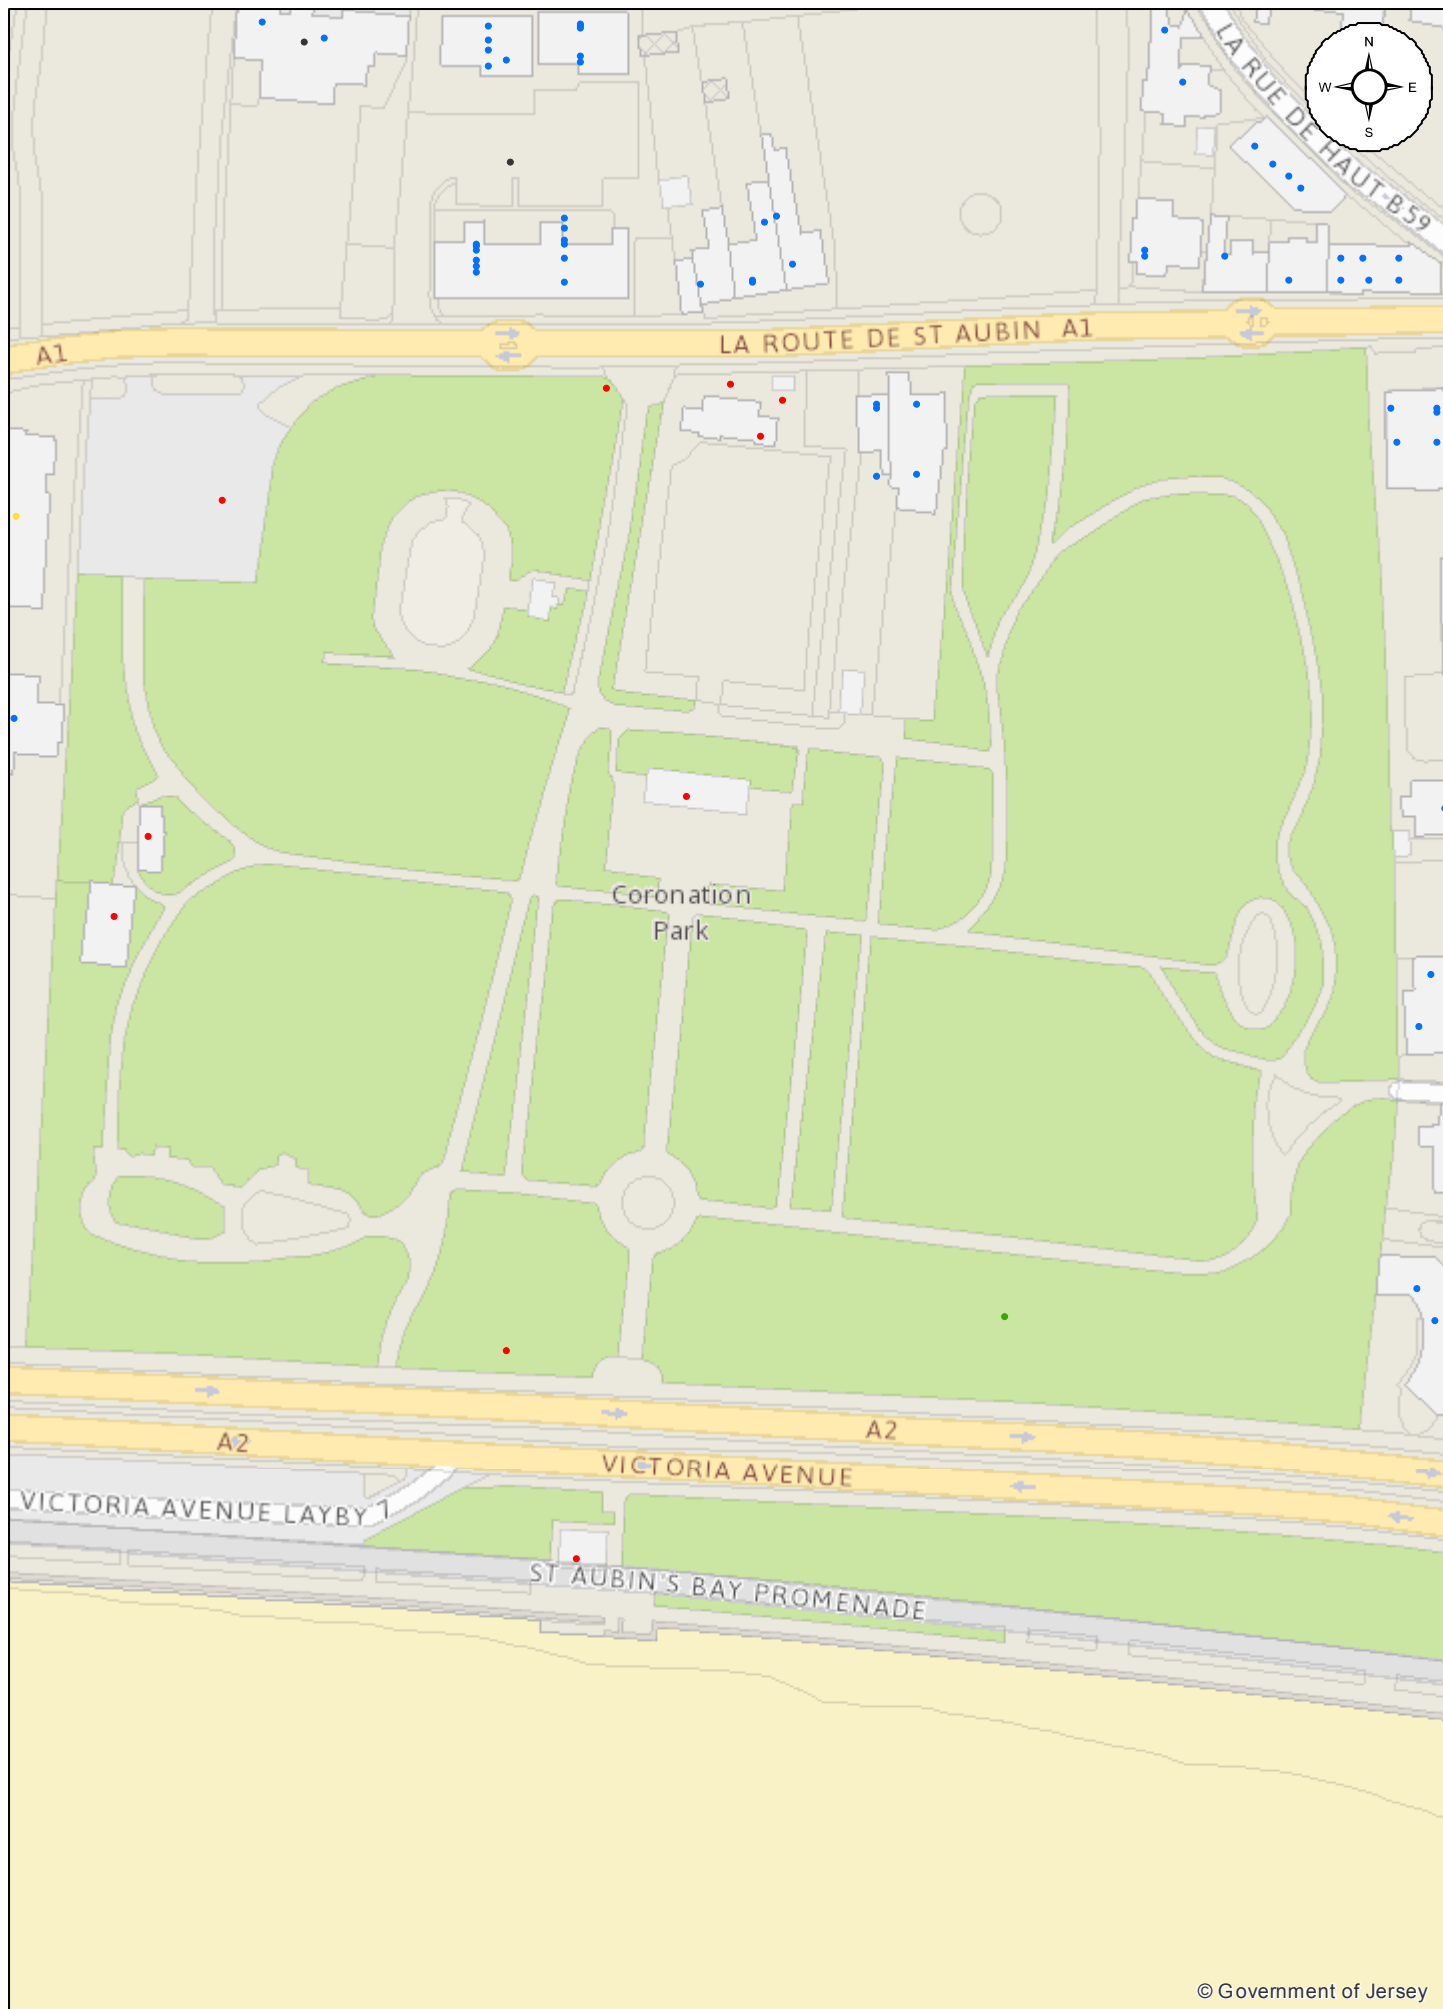 LA RUE DE HAUT-B59
N
W E
S
LA ROUTE DE ST AUBIN A1
A1
Coronation
Park
A2
A2
VICTORIA AVENUE
VICTORIA AVENUE LAYBY 7
ST AUBIN'S BAY PROMENADE
© Government of Jersey